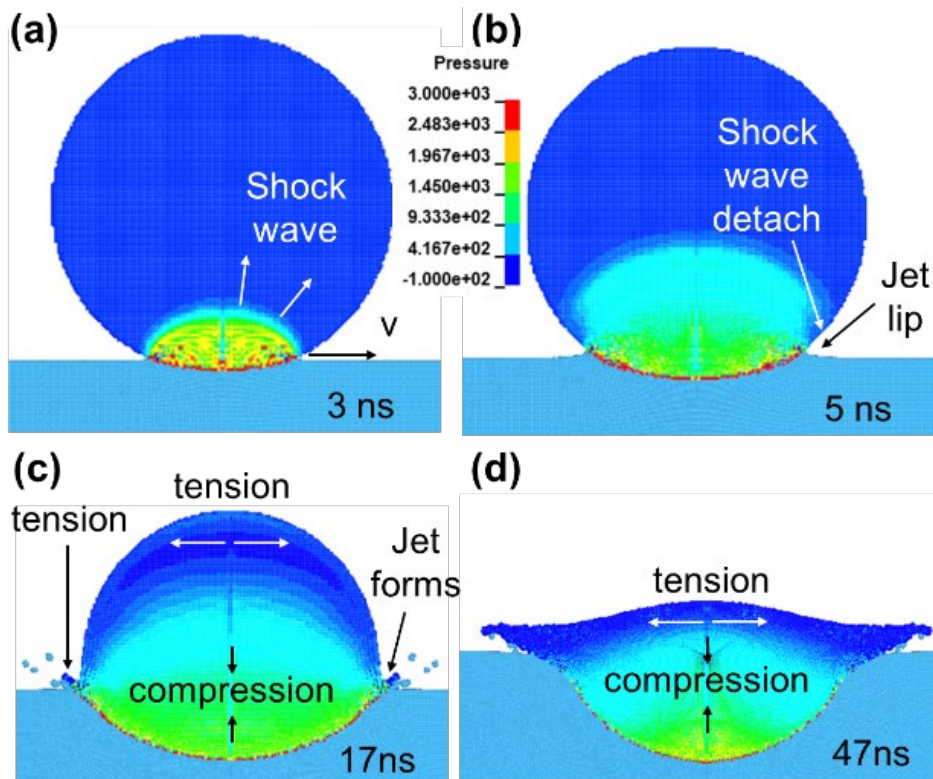 (a)
Shock
wave
V
3 ns
Pressure
3.000e+03
2.483e+03
1.967e+03
1.450e+03
9.333e+02
4.167e+02
-1.000e+02
(b)
Shock
wave
detach
Jet
lip
5 ns
(c)
tension
tension
Jet
forms
compression
17ns
(d)
tension
compression
47ns